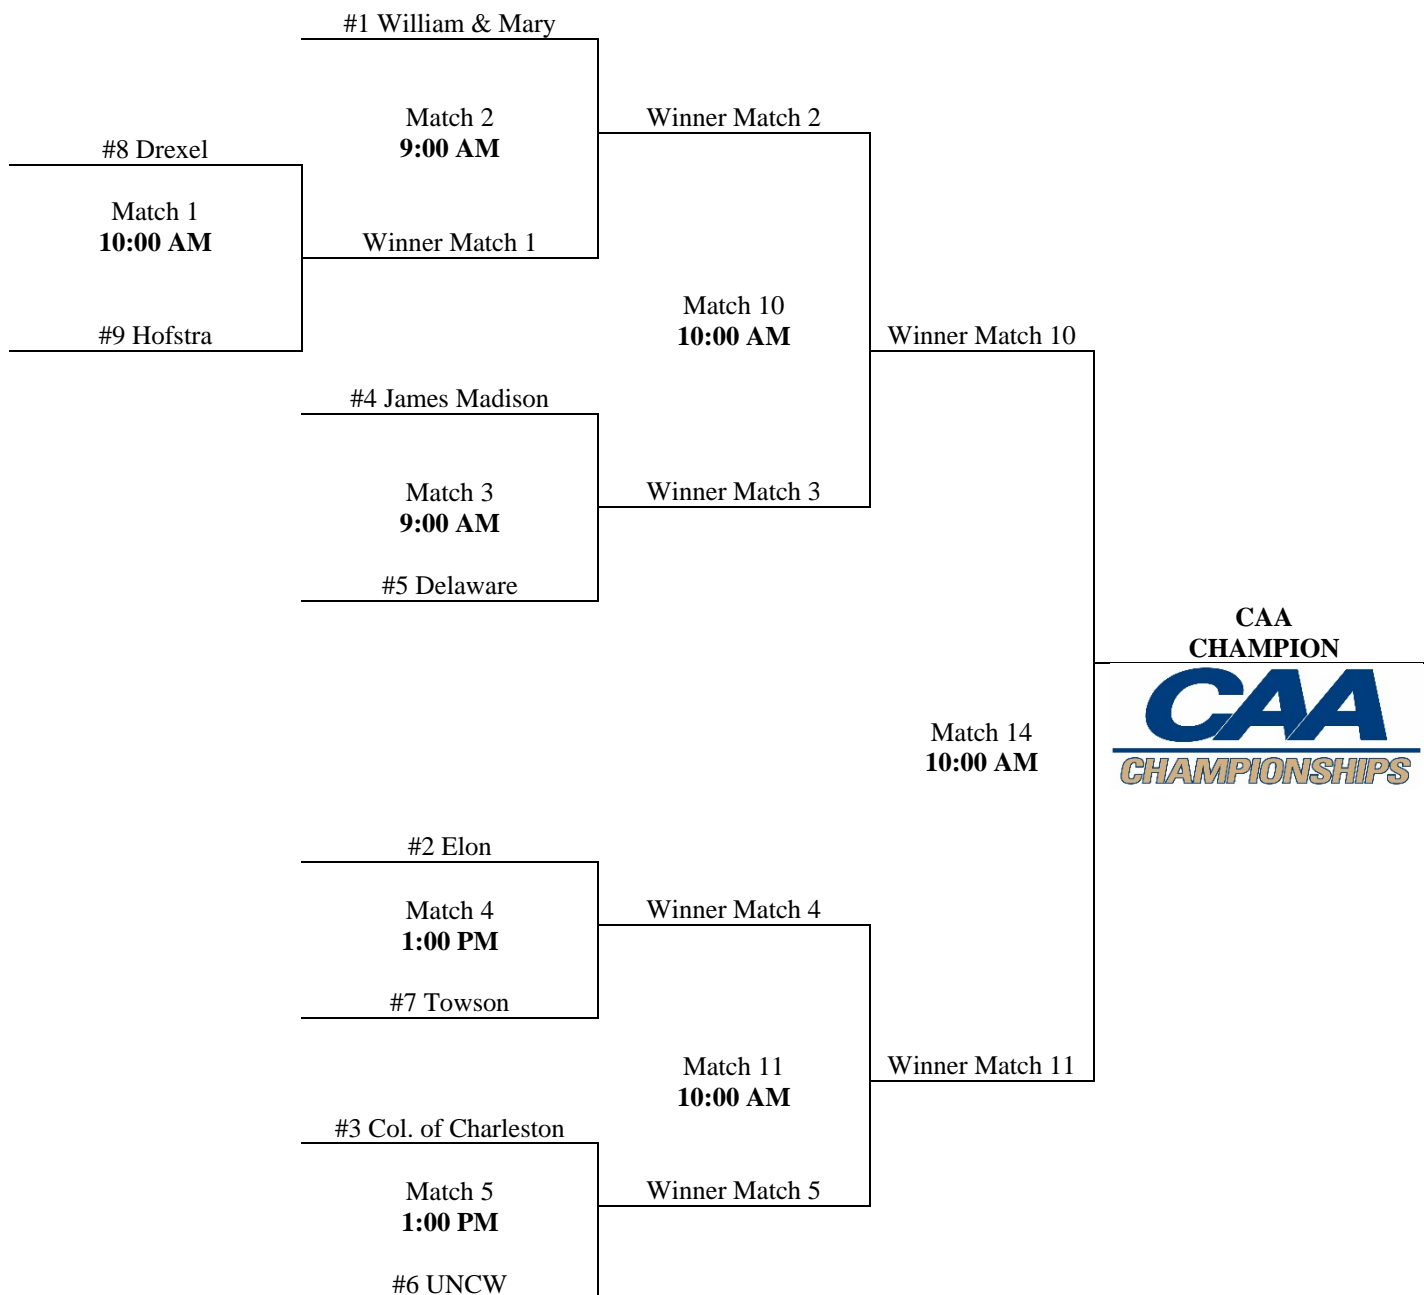 #1 William & Mary
Match 2
9:00 AM
Winner Match 2
#8 Drexel
Match 1
10:00 AM
Winner Match 1
#9 Hofstra
Match 10
10:00 AM
Winner Match 10
#4 James Madison
Match 3
9:00 AM
Winner Match 3
#5 Delaware
CAA
CHAMPION
CAA
CHAMPIONSHIPS
Match 14
10:00 AM
#2 Elon
Match 4
1:00 PM
Winner Match 4
#7 Towson
Match 11
10:00 AM
Winner Match 11
#3 Col. of Charleston
Match 5
1:00 PM
Winner Match 5
#6 UNCW